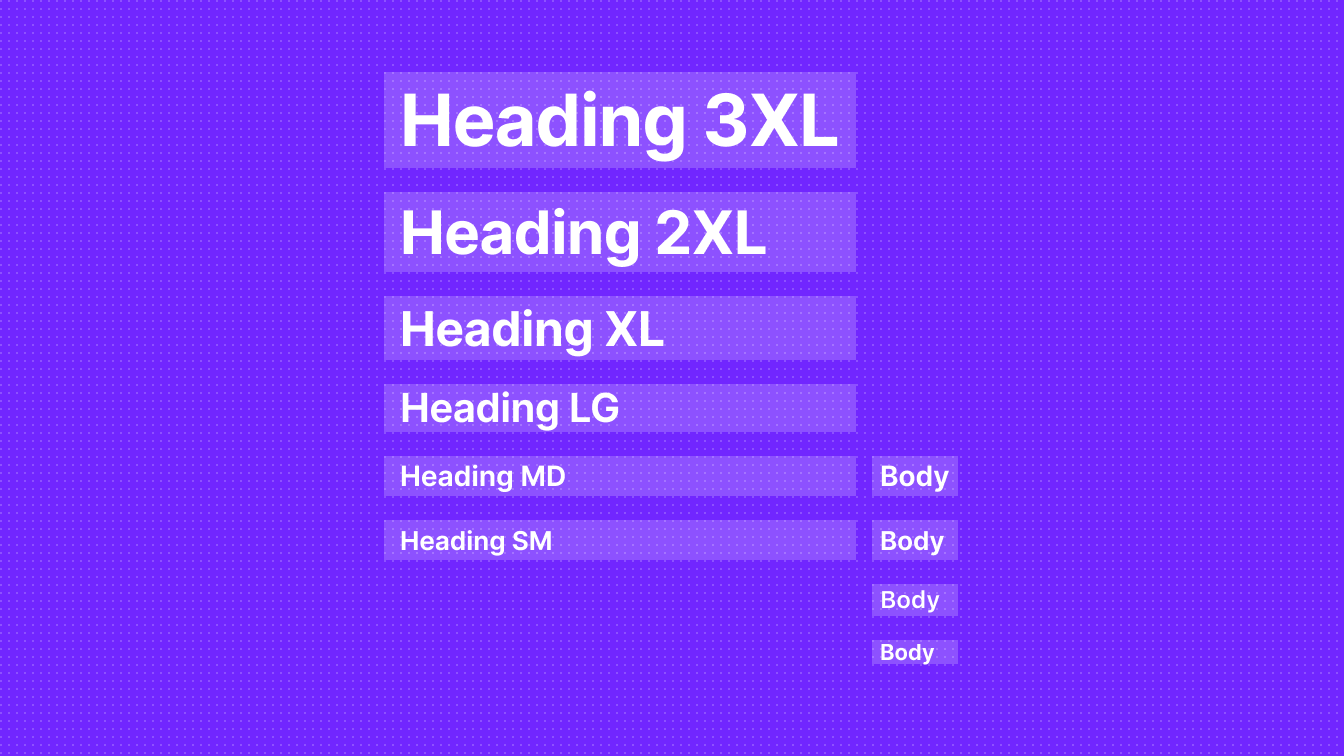 Heading 3XL
Heading 2XL
Heading XL
Heading LG
Heading MD
Body
Heading SM
Body
Body
Body